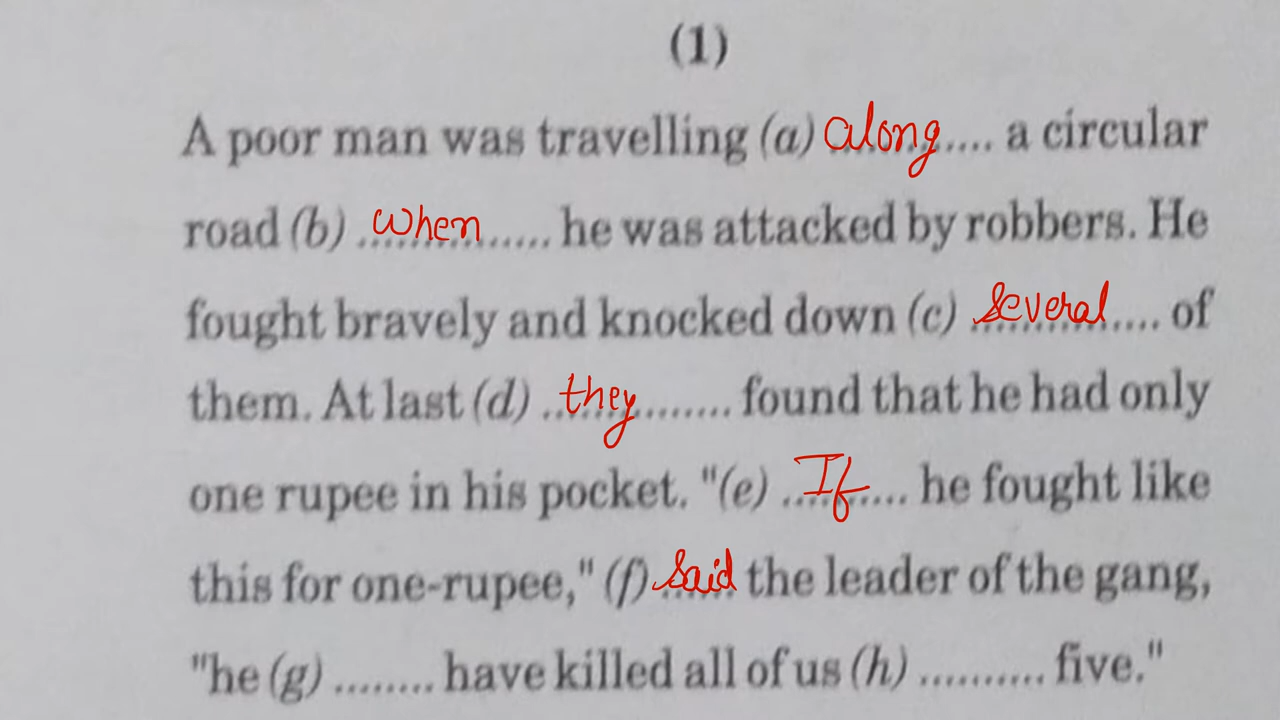 (1)
A poor man was travelling (a) along.... a circular
road (b) ...when...... he was attacked by robbers. He
fought bravely and knocked down (c) several.... of
them. At last (d) ..they........ found that he had only
one rupee in his pocket. "(e) ...If.... he fought like
this for one-rupee," (f) said the leader of the gang,
"he (g) ........ have killed all of us (h) .......... five."